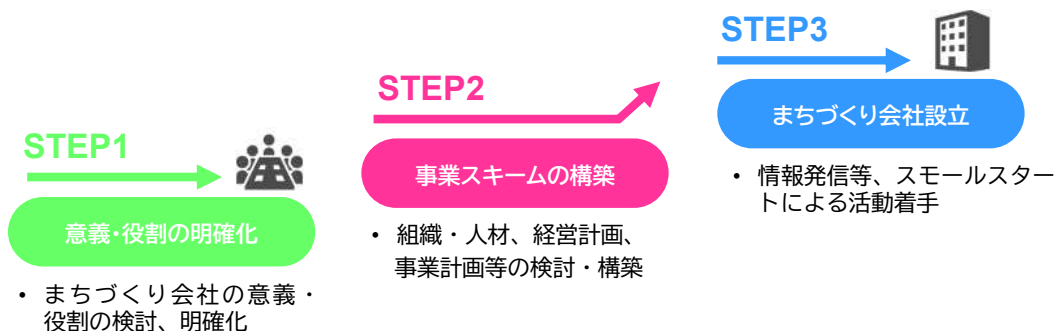 STEP1
意義・役割の明確化
• まちづくり会社の意義・
役割の検討、明確化
STEP2
事業スキームの構築
• 組織・人材、経営計画、
事業計画等の検討・構築
STEP3
まちづくり会社設立
• 情報発信等、スモールスター
トによる活動着手